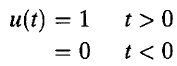 u(t) = 1 t > 0
= 0 t < 0